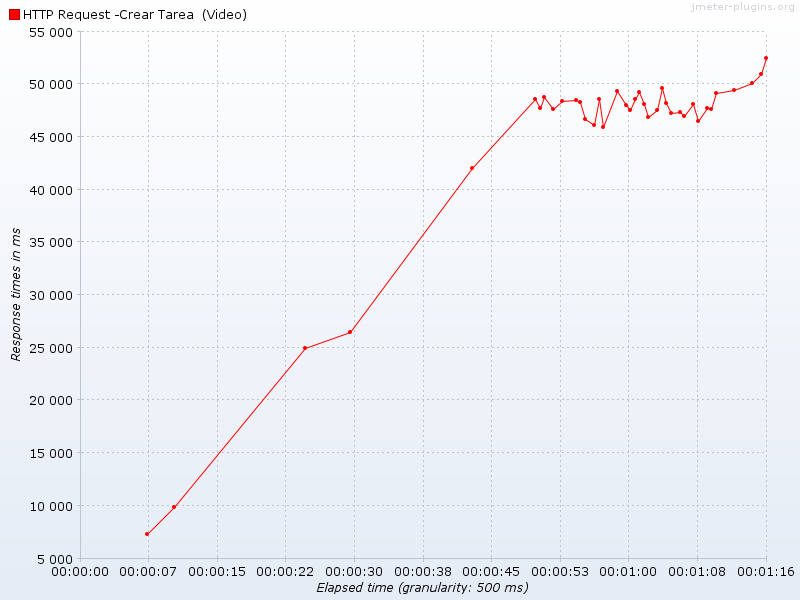 jmeter-plugins.org
HTTP Request -Crear Tarea  (Video)
55 000
50 000
45 000
40 000
35 000
30 000
25 000
20 000
15 000
10 000
5 000
Response times in ms
00:00:00 00:00:07 00:00:15 00:00:22 00:00:30 00:00:38 00:00:45 00:00:53 00:01:00 00:01:08 00:01:16
Elapsed time (granularity: 500 ms)